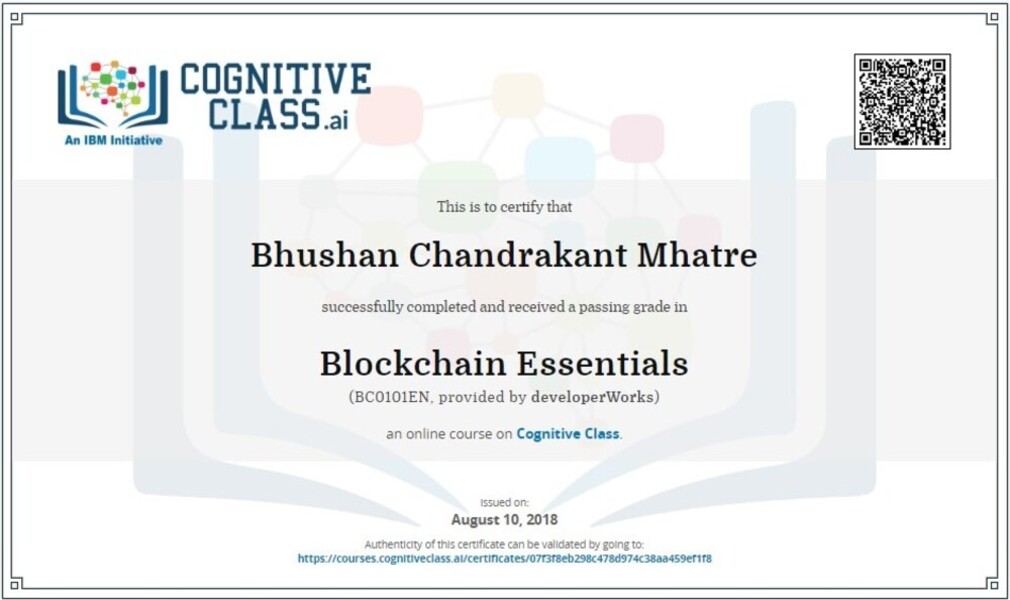 COGNITIVE
CLASS.ai
An IBM Initiative
This is to certify that
Bhushan Chandrakant Mhatre
successfully completed and received a passing grade in
Blockchain Essentials
(BC0101EN, provided by developerWorks)
an online course on Cognitive Class.
Issued on:
August 10, 2018
Authenticity of this certificate can be validated by going to:
https://courses.cognitiveclass.ai/certificates/07f3f8eb298c478d974c38aa459ef1f8